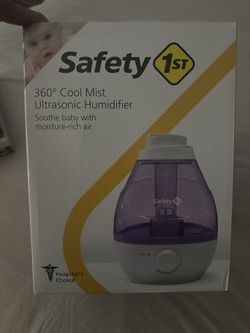 Safety 1ST
360° Cool Mist
Ultrasonic Humidifier
Soothe baby with
moisture-rich air
Safety 1st
Hospital's
Choice